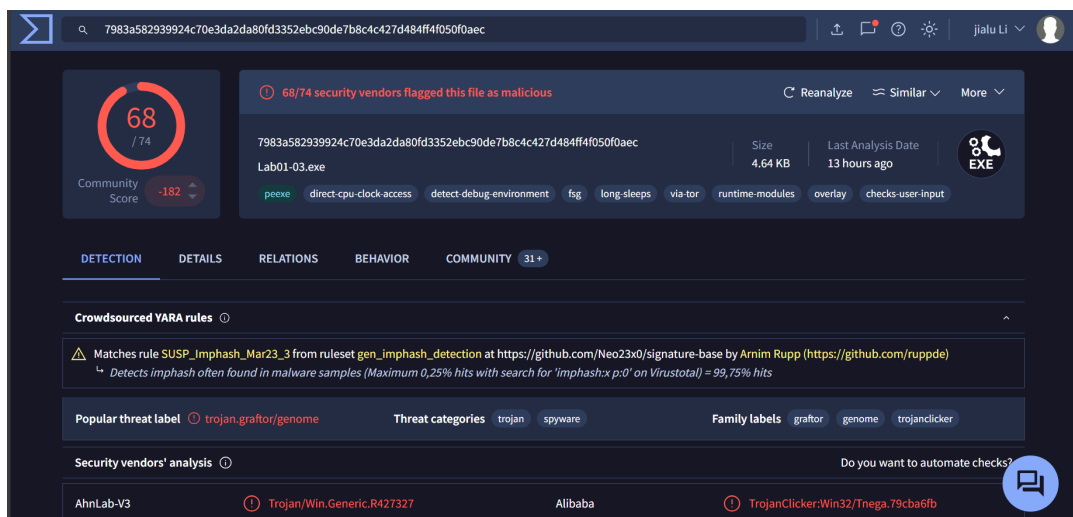 7983a582939924c70e3da2da80fd3352ebc90de7b8c4c427d484ff4f050f0aec
jialu Li
68
/ 74
Community
Score
-182
68/74 security vendors flagged this file as malicious
Reanalyze
Similar
More
7983a582939924c70e3da2da80fd3352ebc90de7b8c4c427d484ff4f050f0aec
Lab01-03.exe
Size
4.64 KB
Last Analysis Date
13 hours ago
EXE
peexe direct-cpu-clock-access detect-debug-environment fsg long-sleeps via-tor runtime-modules overlay checks-user-input
DETECTION DETAILS RELATIONS BEHAVIOR COMMUNITY 31+
Crowdsourced YARA rules
Matches rule SUSP_Imphash_Mar23_3 from ruleset gen_imphash_detection at https://github.com/Neo23x0/signature-base by Arnim Rupp (https://github.com/ruppde)
Detects imphash often found in malware samples (Maximum 0,25% hits with search for 'imphash:x p:0' on Virustotal) = 99,75% hits
Popular threat label trojan.graftor/genome Threat categories trojan spyware Family labels graftor genome trojanclicker
Security vendors' analysis Do you want to automate checks?
AhnLab-V3 Trojan/Win.Generic.R427327 Alibaba TrojanClicker:Win32/Tnega.79cba6fb